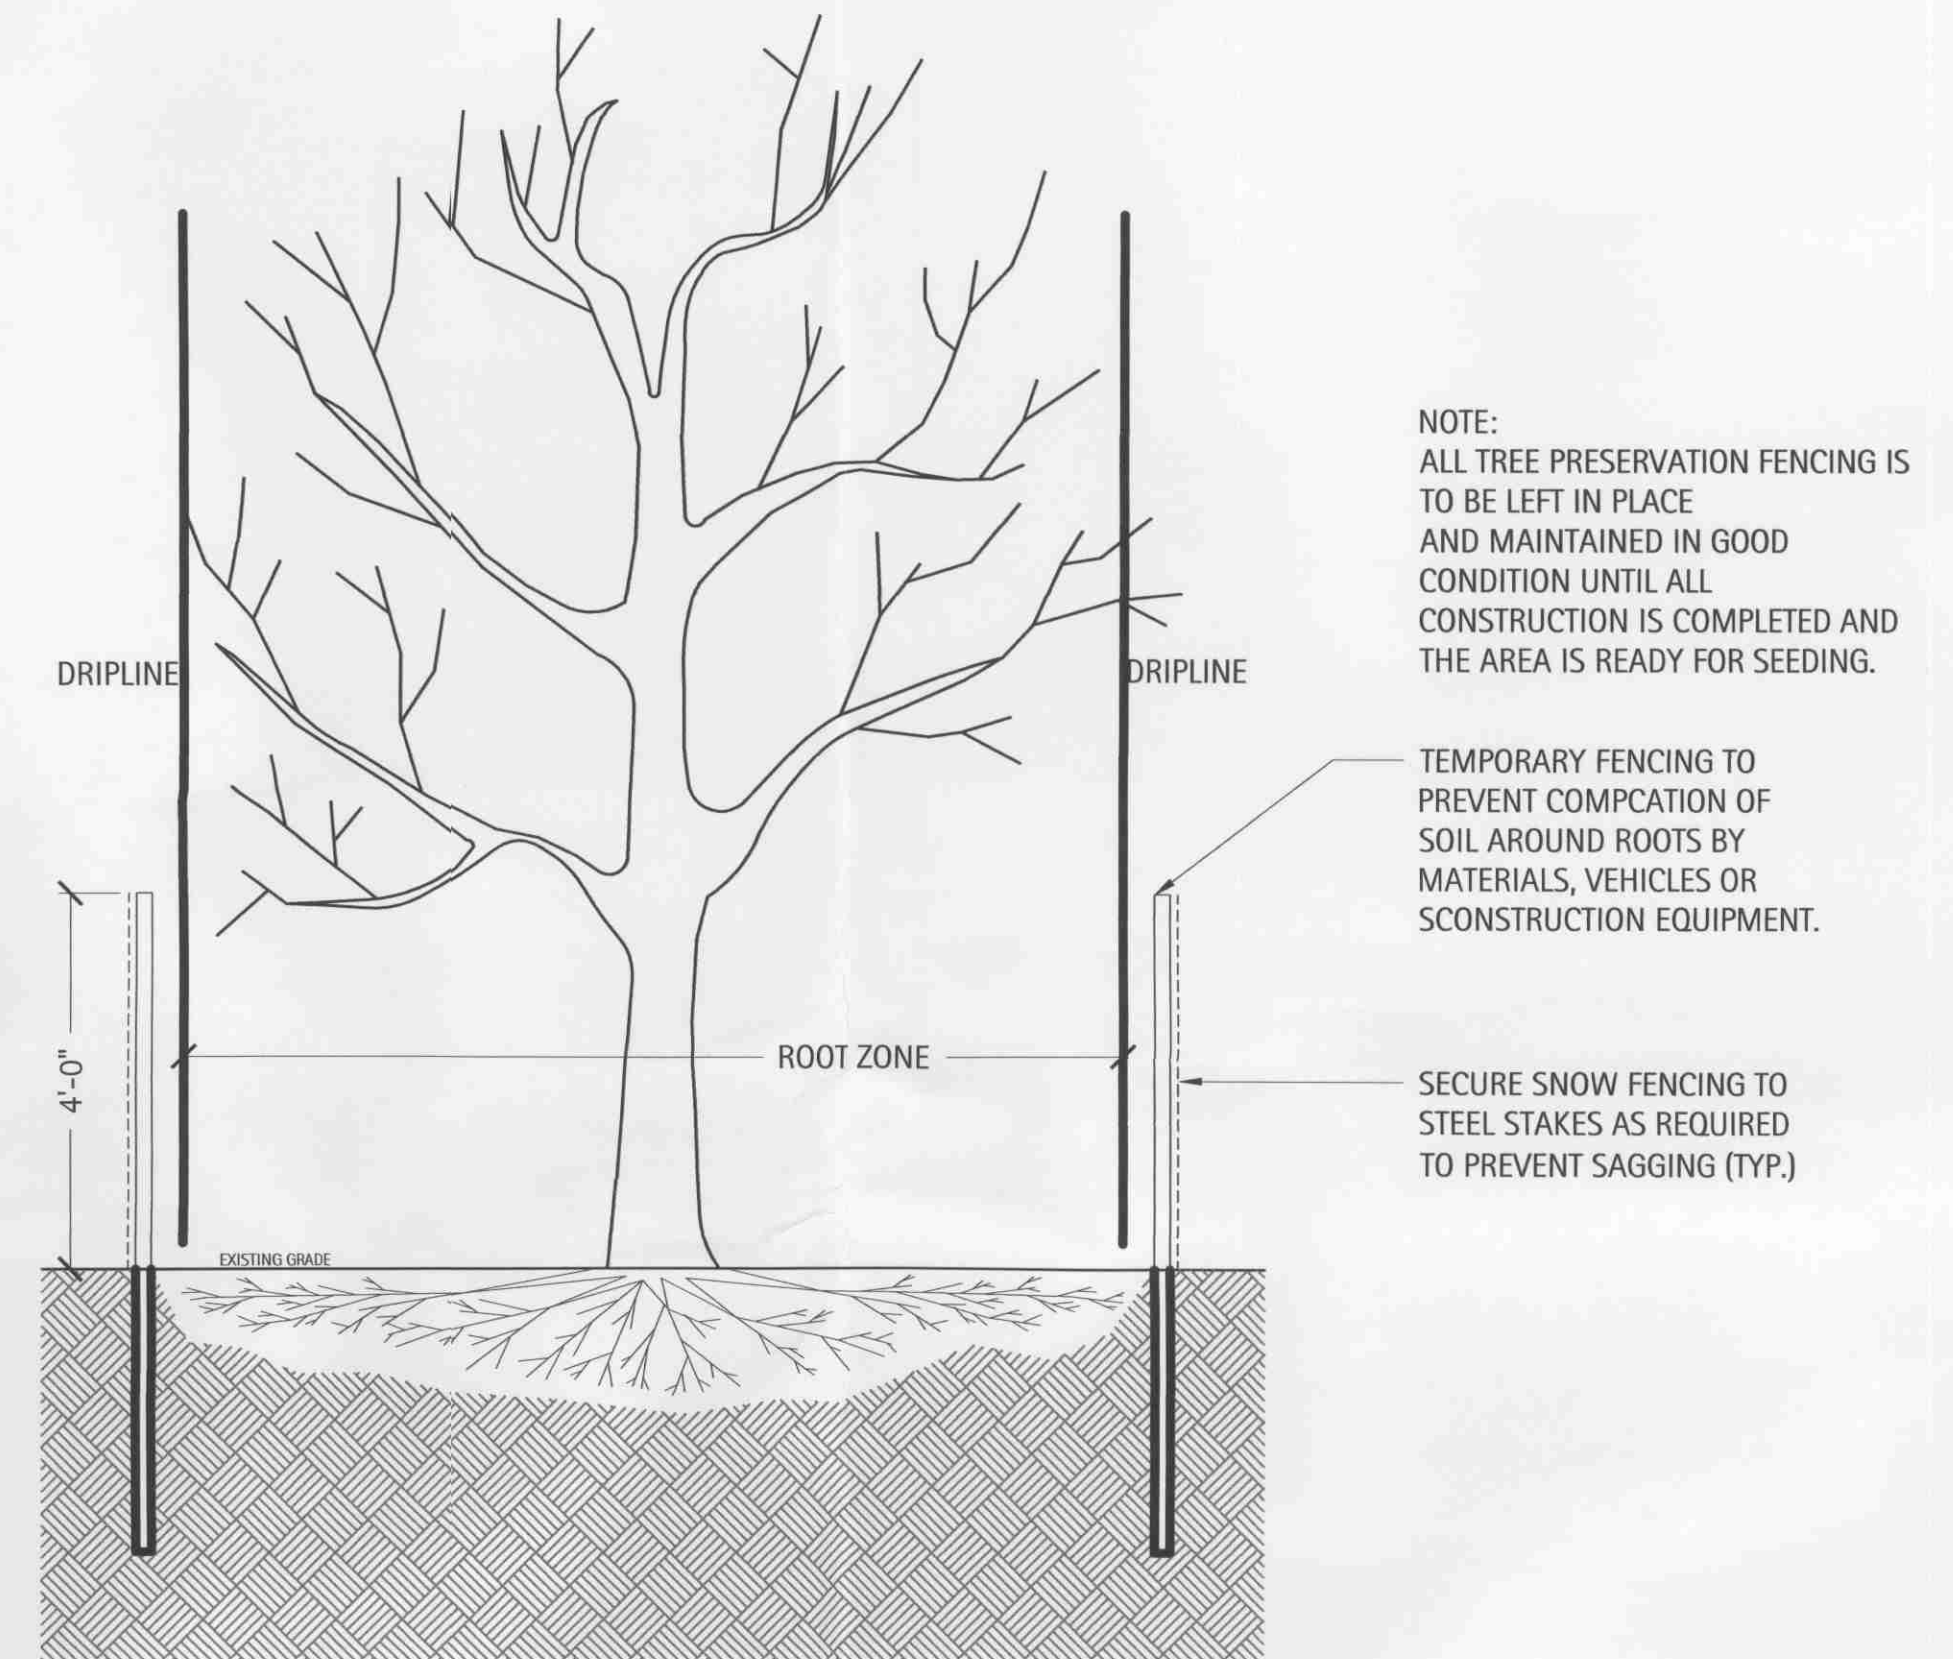 NOTE:
ALL TREE PRESERVATION FENCING IS
TO BE LEFT IN PLACE
AND MAINTAINED IN GOOD
CONDITION UNTIL ALL
CONSTRUCTION IS COMPLETED AND
THE AREA IS READY FOR SEEDING.
DRIPLINE
DRIPLINE
TEMPORARY FENCING TO
PREVENT COMPCATION OF
SOIL AROUND ROOTS BY
MATERIALS, VEHICLES OR
SCONSTRUCTION EQUIPMENT.
4'-0"
ROOT ZONE
SECURE SNOW FENCING TO
STEEL STAKES AS REQUIRED
TO PREVENT SAGGING (TYP.)
EXISTING GRADE